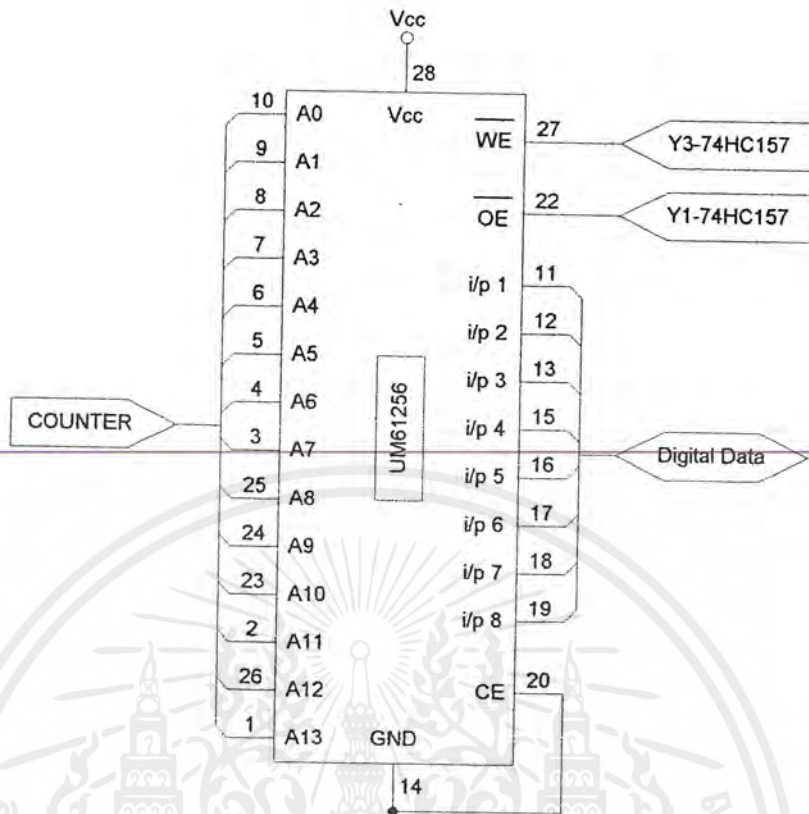 Vcc
28
Vcc
10 A0
9 A1
8 A2
7 A3
6 A4
5 A5
4 A6
3 A7
25 A8
24 A9
23 A10
2 A11
26 A12
1 A13
COUNTER
UM61256
WE 27 Y3-74HC157
OE 22 Y1-74HC157
i/p 1 11
i/p 2 12
i/p 3 13
i/p 4 15
i/p 5 16
i/p 6 17
i/p 7 18
i/p 8 19
Digital Data
CE 20
GND
14